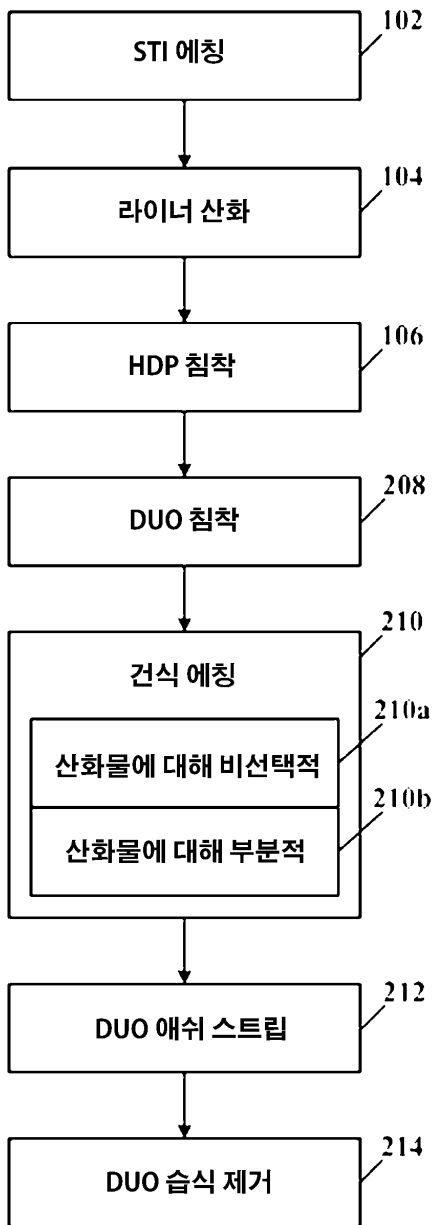 102
STI 에칭
104
라이너 산화
106
HDP 침착
208
DUO 침착
210
건식 에칭
210a
산화물에 대해 비선택적
210b
산화물에 대해 부분적
212
DUO 애쉬 스트립
214
DUO 습식 제거